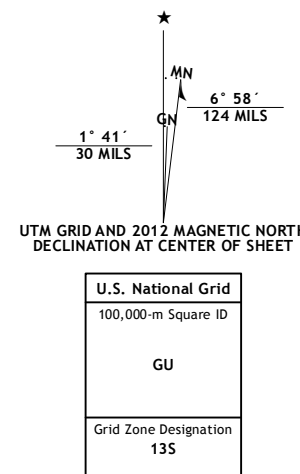 MN
GN
6° 58´
124 MILS
1° 41´
30 MILS
UTM GRID AND 2012 MAGNETIC NORTH
DECLINATION AT CENTER OF SHEET
U.S. National Grid
100,000-m Square ID
GU
Grid Zone Designation
13S